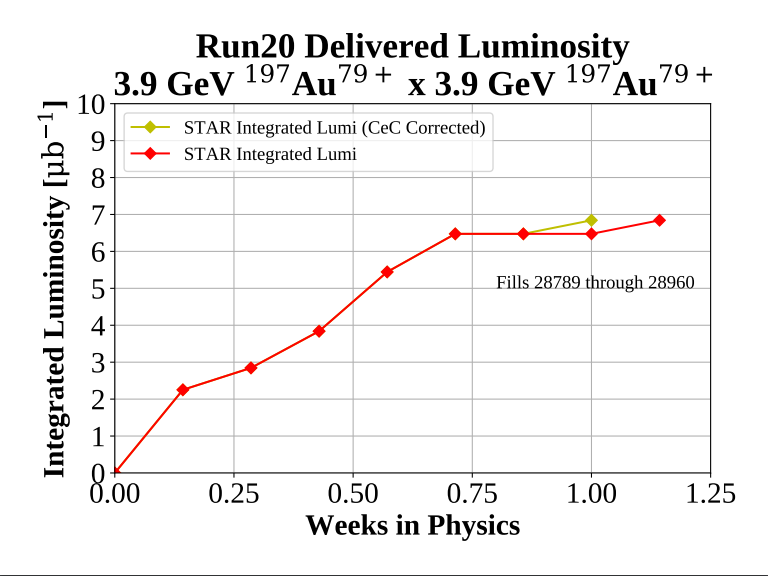 Run20 Delivered Luminosity
3.9 GeV ¹⁹⁷Au⁷⁹⁺ x 3.9 GeV ¹⁹⁷Au⁷⁹⁺
Integrated Luminosity [μb⁻¹]
10
9
8
7
6
5
4
3
2
1
0
STAR Integrated Lumi (CeC Corrected)
STAR Integrated Lumi
Fills 28789 through 28960
0.00 0.25 0.50 0.75 1.00 1.25
Weeks in Physics